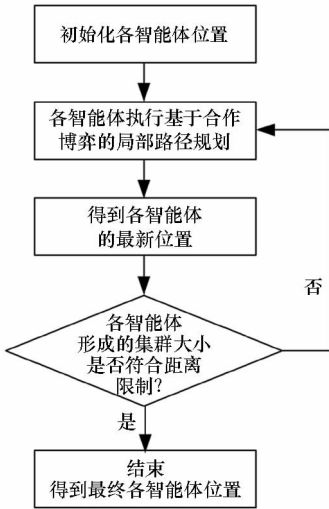 初始化各智能体位置
各智能体执行基于合作
博弈的局部路径规划
得到各智能体
的最新位置
否
各智能体
形成的集群大小
是否符合距离
限制?
是
结束
得到最终各智能体位置